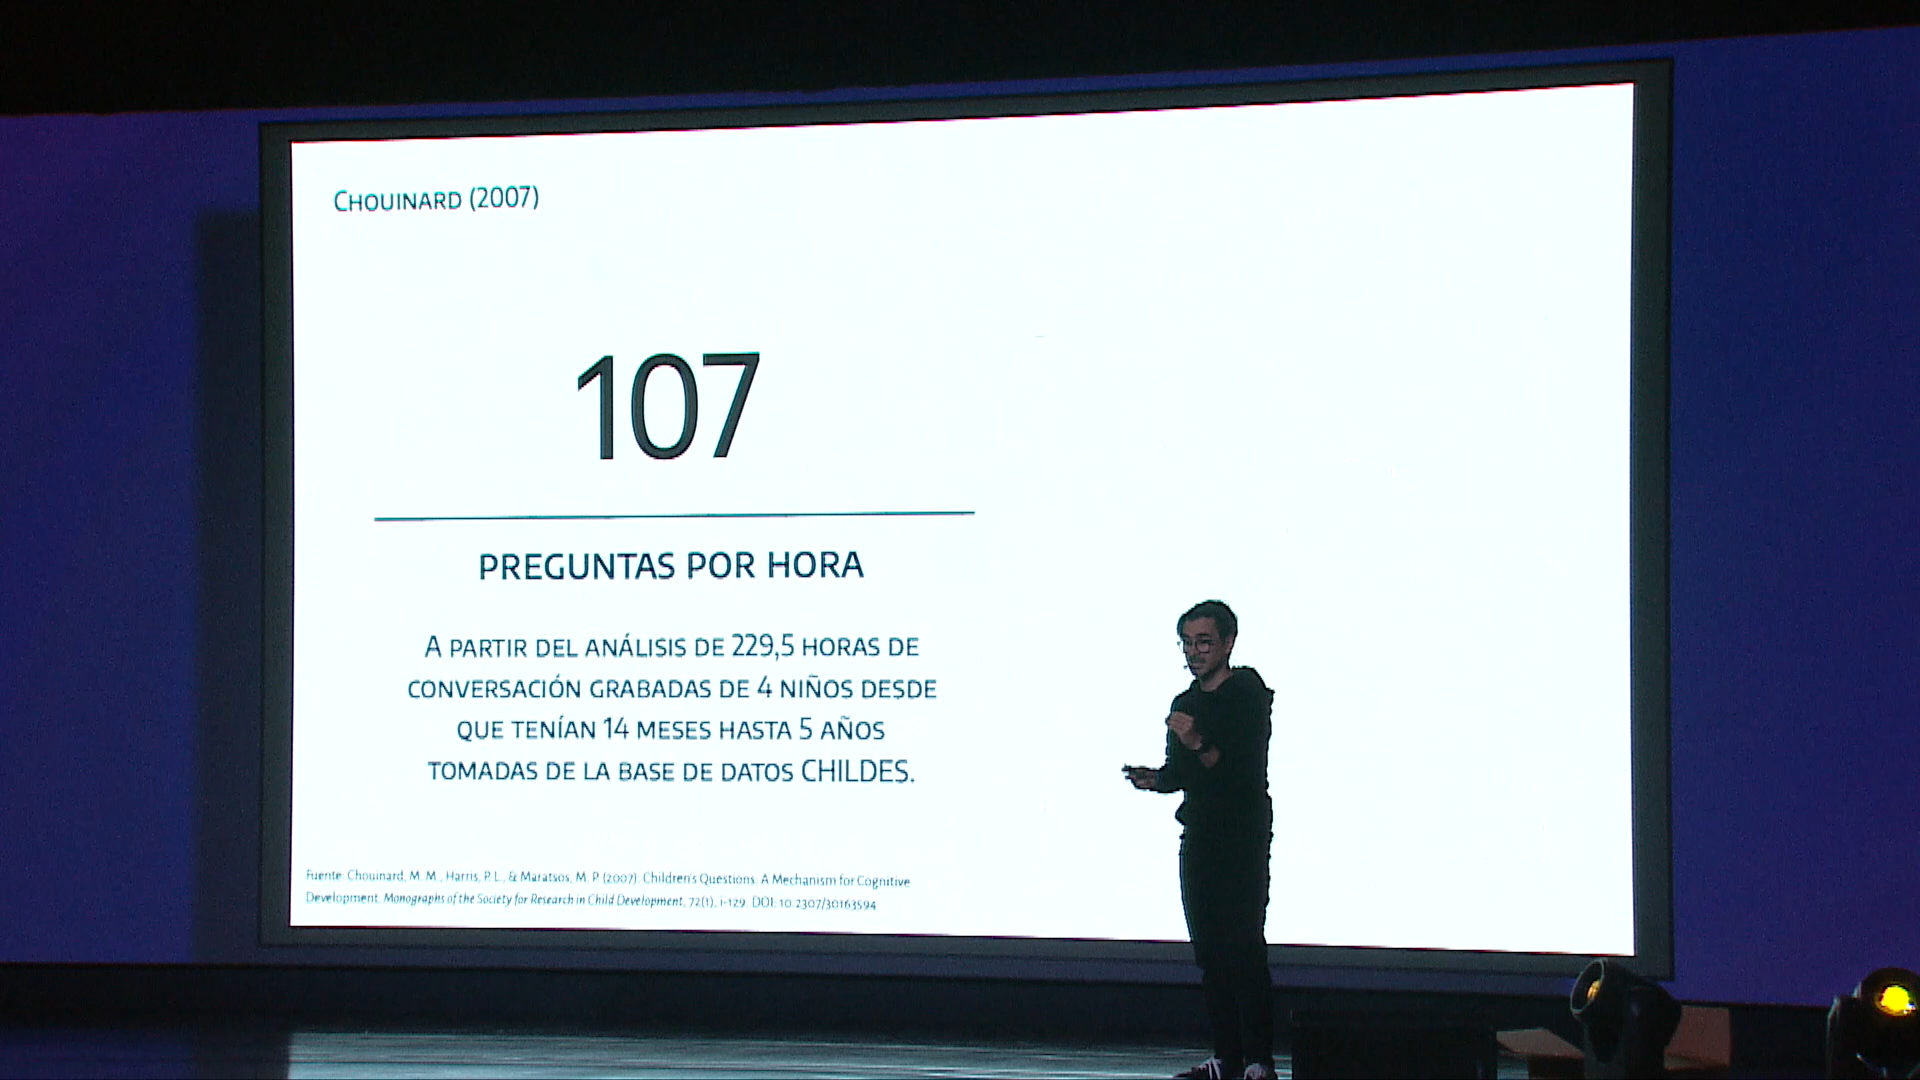 CHOUINARD (2007)
107
PREGUNTAS POR HORA
A PARTIR DEL ANÁLISIS DE 229,5 HORAS DE
CONVERSACIÓN GRABADAS DE 4 NIÑOS DESDE
QUE TENÍAN 14 MESES HASTA 5 AÑOS
TOMADAS DE LA BASE DE DATOS CHILDES.
Fuente: Chouinard, M. M., Harris, P. L., & Maratsos, M. P. (2007). Children's Questions: A Mechanism for Cognitive
Development. Monographs of the Society for Research in Child Development, 72(1), i-129. DOI: 10.2307/30163594